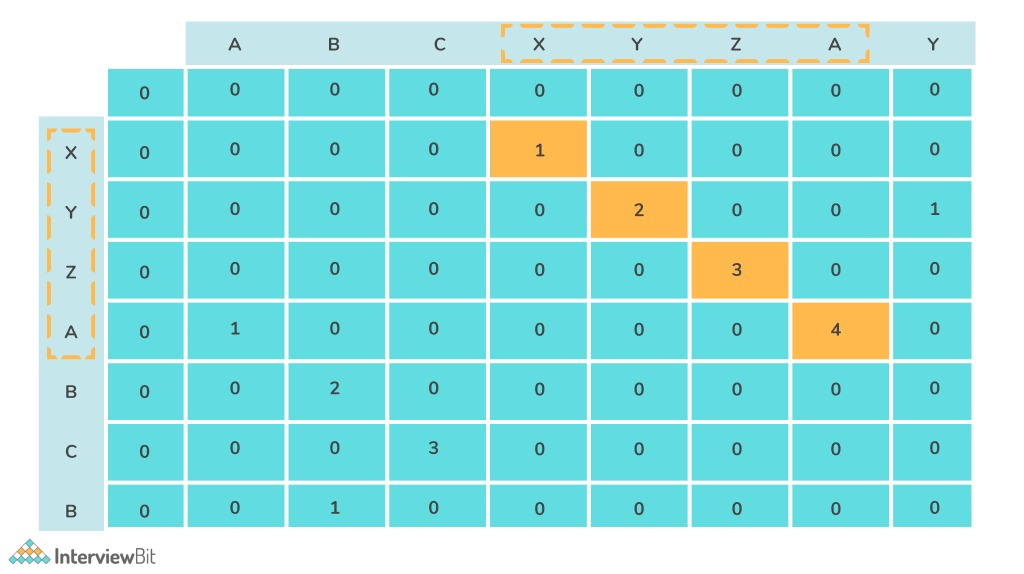 A B C X Y Z A Y
0 0 0 0 0 0 0 0 0
X 0 0 0 0 1 0 0 0 0
Y 0 0 0 0 0 2 0 0 1
Z 0 0 0 0 0 0 3 0 0
A 0 1 0 0 0 0 0 4 0
B 0 0 2 0 0 0 0 0 0
C 0 0 0 3 0 0 0 0 0
B 0 0 1 0 0 0 0 0 0
InterviewBit